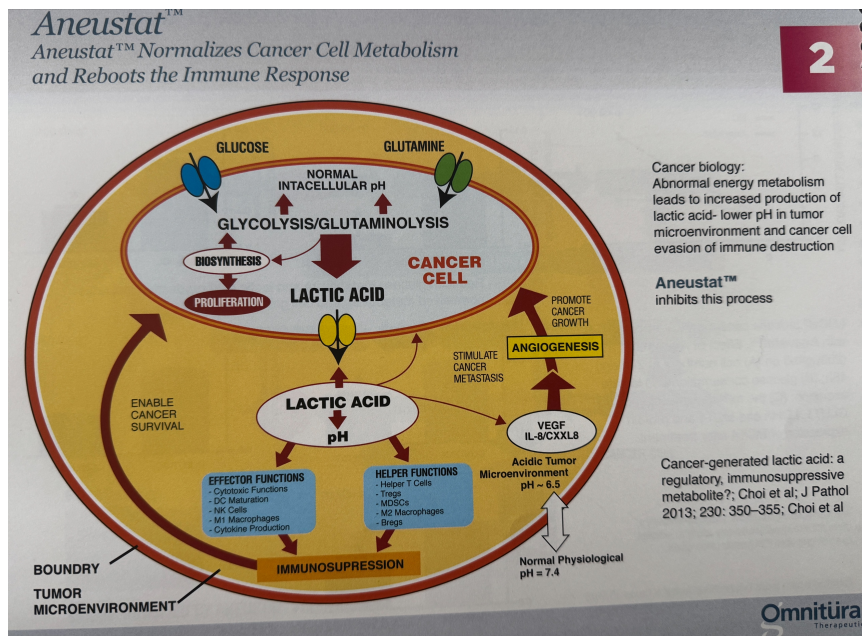 Aneustat™
Aneustat™ Normalizes Cancer Cell Metabolism
and Reboots the Immune Response
2
GLUCOSE
GLUTAMINE
NORMAL
INTACELLULAR pH
GLYCOLYSIS/GLUTAMINOLYSIS
BIOSYNTHESIS
PROLIFERATION
CANCER
CELL
LACTIC ACID
PROMOTE
CANCER
GROWTH
ANGIOGENESIS
STIMULATE
CANCER
METASTASIS
ENABLE
CANCER
SURVIVAL
LACTIC ACID
pH
VEGF
IL-8/CXXL8
Acidic Tumor
Microenvironment
pH ~ 6.5
EFFECTOR FUNCTIONS
- Cytotoxic Functions
- DC Maturation
- NK Cells
- M1 Macrophages
- Cytokine Production
HELPER FUNCTIONS
- Helper T Cells
- Tregs
- MDSCs
- M2 Macrophages
- Bregs
IMMUNOSUPRESSION
Normal Physiological
pH = 7.4
BOUNDRY
TUMOR
MICROENVIRONMENT
Cancer biology:
Abnormal energy metabolism
leads to increased production of
lactic acid- lower pH in tumor
microenvironment and cancer cell
evasion of immune destruction
Aneustat™
inhibits this process
Cancer-generated lactic acid: a
regulatory, immunosuppressive
metabolite?; Choi et al; J Pathol
2013; 230: 350–355; Choi et al
Omnitüra
Therapeuti